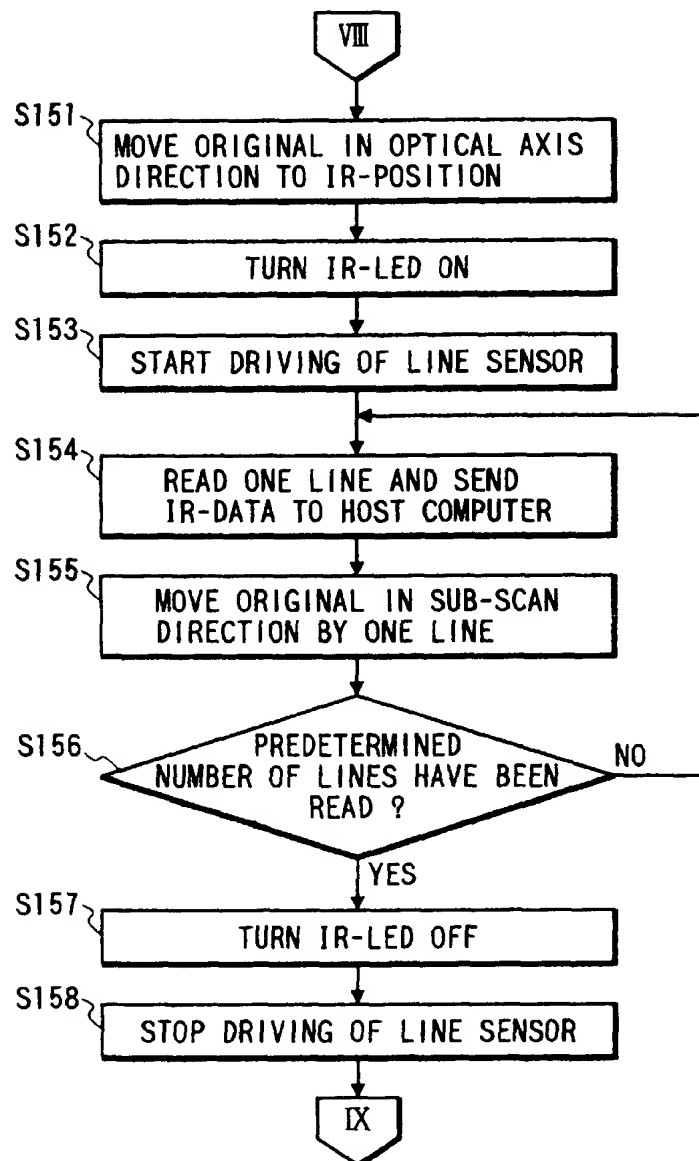 VIII
S151
MOVE ORIGINAL IN OPTICAL AXIS
DIRECTION TO IR-POSITION
S152
TURN IR-LED ON
S153
START DRIVING OF LINE SENSOR
S154
READ ONE LINE AND SEND
IR-DATA TO HOST COMPUTER
S155
MOVE ORIGINAL IN SUB-SCAN
DIRECTION BY ONE LINE
S156
PREDETERMINED
NUMBER OF LINES HAVE BEEN
READ ?
NO
YES
S157
TURN IR-LED OFF
S158
STOP DRIVING OF LINE SENSOR
IX